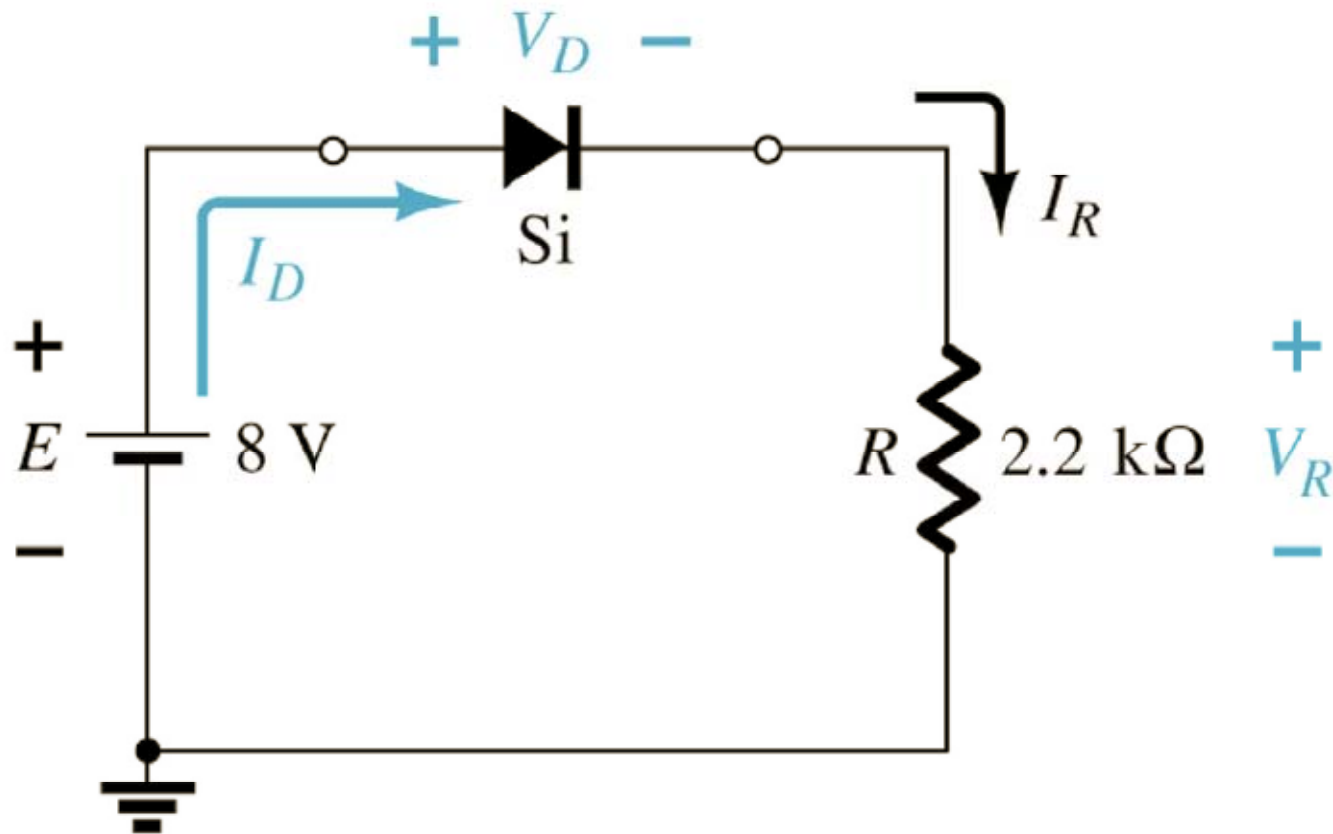 + V_D −
I_R
Si
I_D
+ +
E 8 V R 2.2 kΩ V_R
− −